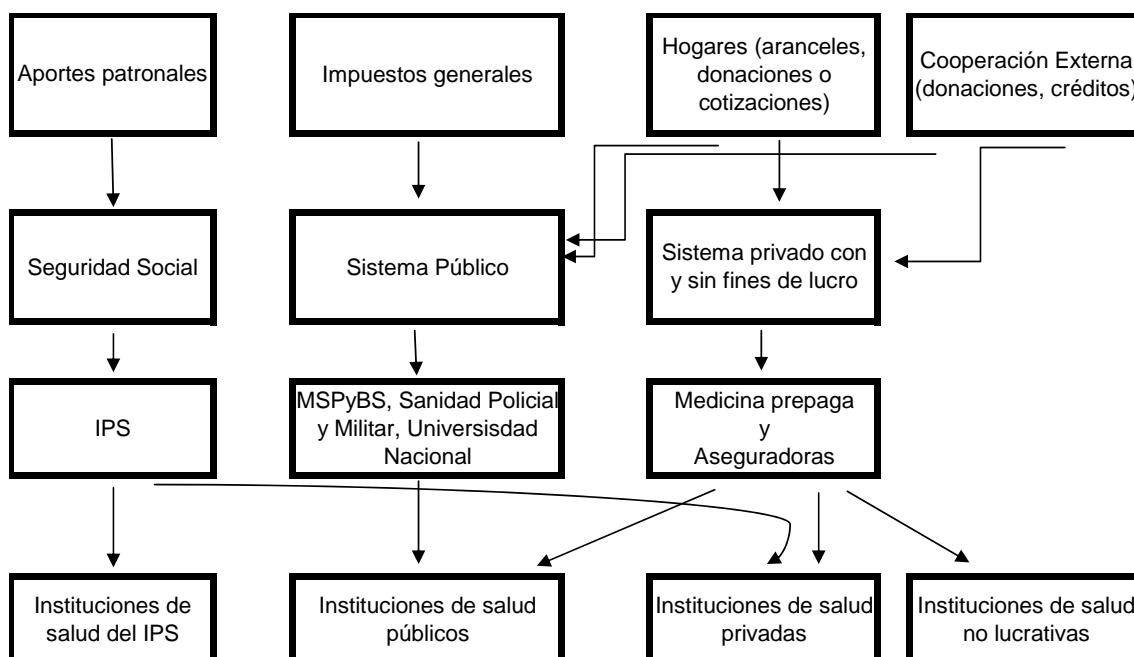 Aportes patronales
Impuestos generales
Hogares (aranceles,
donaciones o
cotizaciones)
Cooperación Externa
(donaciones, créditos)
Seguridad Social
Sistema Público
Sistema privado con
y sin fines de lucro
IPS
MSPyBS, Sanidad Policial
y Militar, Universisdad
Nacional
Medicina prepaga
y
Aseguradoras
Instituciones de
salud del IPS
Instituciones de salud
públicos
Instituciones de salud
privadas
Instituciones de salud
no lucrativas